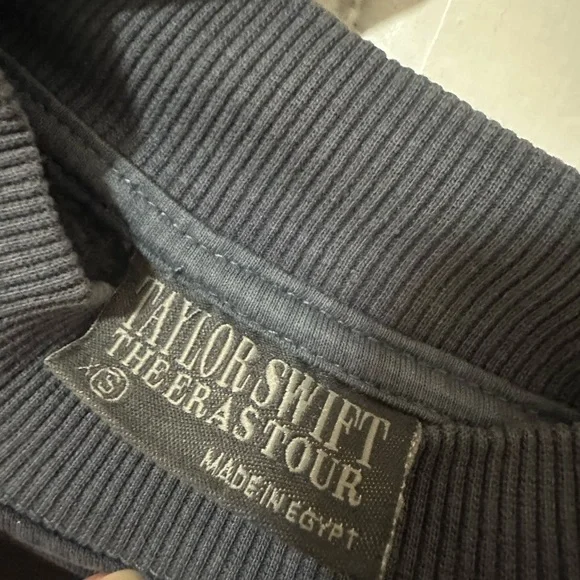 TAYLOR SWIFT
THE ERAS TOUR
XS
MADE IN EGYPT